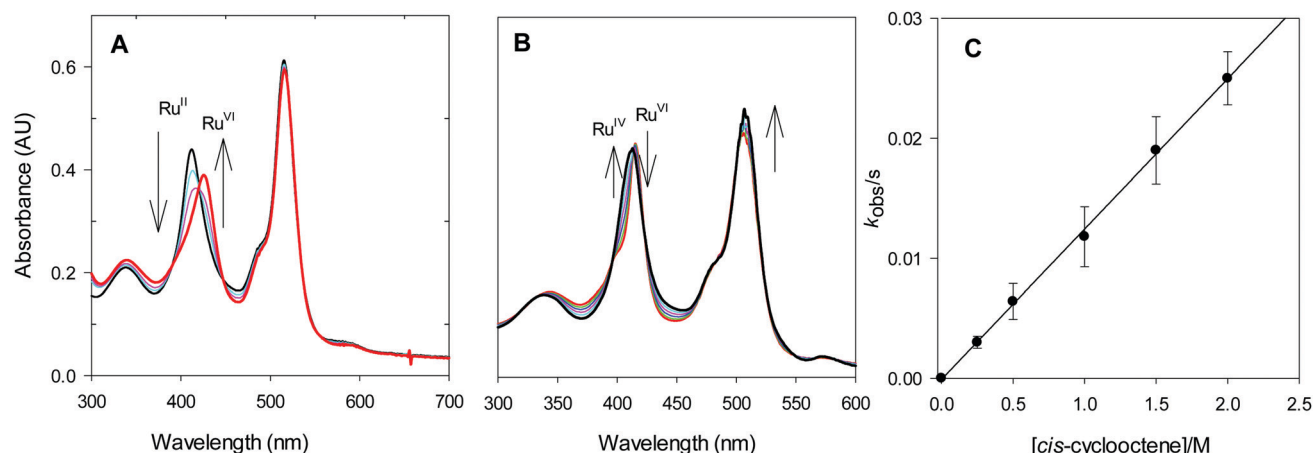 A
Absorbance (AU)
0.6
0.4
0.2
0.0
Ru^II
Ru^VI
300 400 500 600 700
Wavelength (nm)
B
Ru^IV
Ru^VI
300 350 400 450 500 550 600
Wavelength (nm)
C
k_obs/s
0.03
0.02
0.01
0.00
0.0 0.5 1.0 1.5 2.0 2.5
[cis-cyclooctene]/M